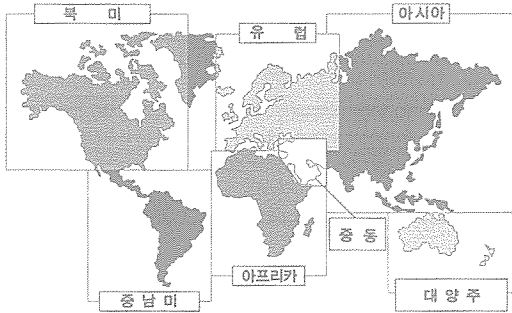 북 미
유 럽
아시아
중 동
아프리카
중 남 미
대 양 주